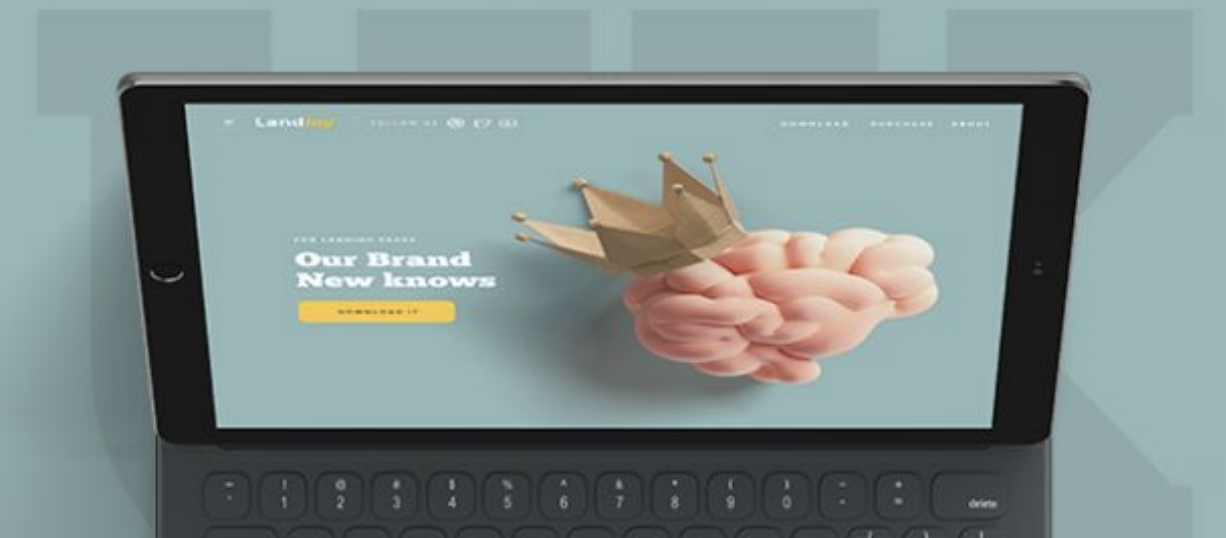 Landing FOLLOW US DOWNLOAD PURCHASE ABOUT
FOR LANDING PAGES
Our Brand
New knows
DOWNLOAD IT
~ ! @ # $ % ^ & * ( ) - +
` 1 2 3 4 5 6 7 8 9 0 - = delete
{ } |